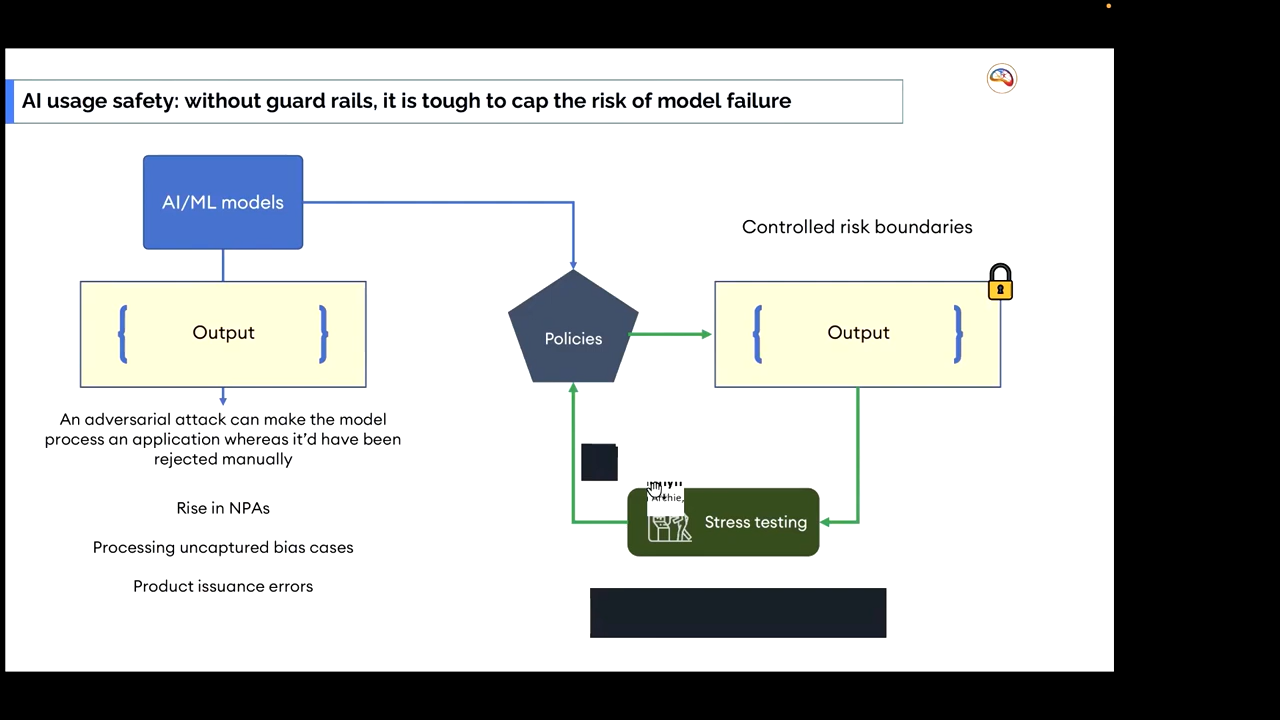 AI usage safety: without guard rails, it is tough to cap the risk of model failure
AI/ML models
Controlled risk boundaries
{ Output }
Policies
{ Output }
An adversarial attack can make the model
process an application whereas it’d have been
rejected manually
Archie,
Stress testing
Rise in NPAs
Processing uncaptured bias cases
Product issuance errors